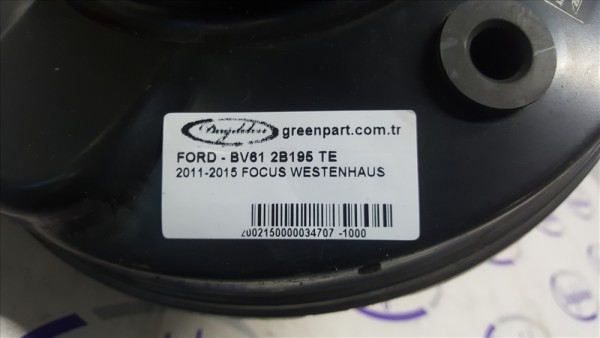 greenpart.com.tr
FORD - BV61 2B195 TE
2011-2015 FOCUS WESTENHAUS
2002150000034707 -1000